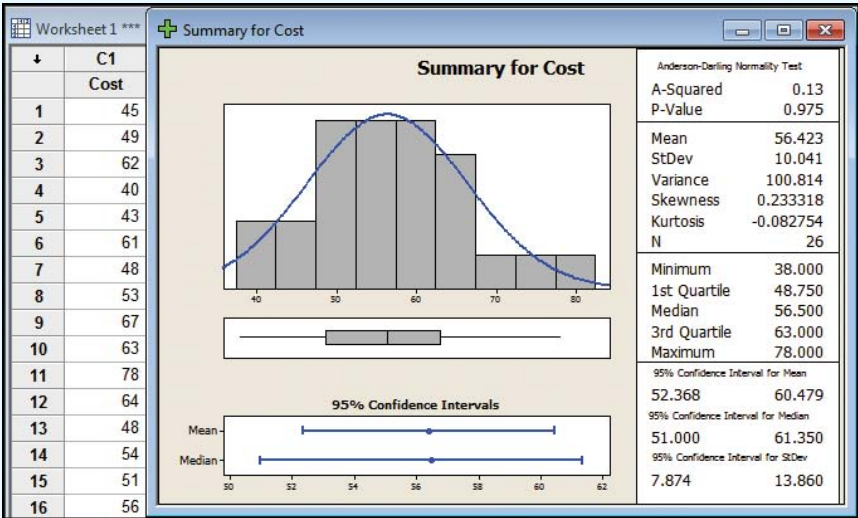 Worksheet 1 ***
↓ C1
Cost
1 45
2 49
3 62
4 40
5 43
6 61
7 48
8 53
9 67
10 63
11 78
12 64
13 48
14 54
15 51
16 56
Summary for Cost
Summary for Cost
40 50 60 70 80
95% Confidence Intervals
Mean
Median
50 52 54 56 58 60 62
Anderson-Darling Normality Test
A-Squared 0.13
P-Value 0.975
Mean 56.423
StDev 10.041
Variance 100.814
Skewness 0.233318
Kurtosis -0.082754
N 26
Minimum 38.000
1st Quartile 48.750
Median 56.500
3rd Quartile 63.000
Maximum 78.000
95% Confidence Interval for Mean
52.368 60.479
95% Confidence Interval for Median
51.000 61.350
95% Confidence Interval for StDev
7.874 13.860